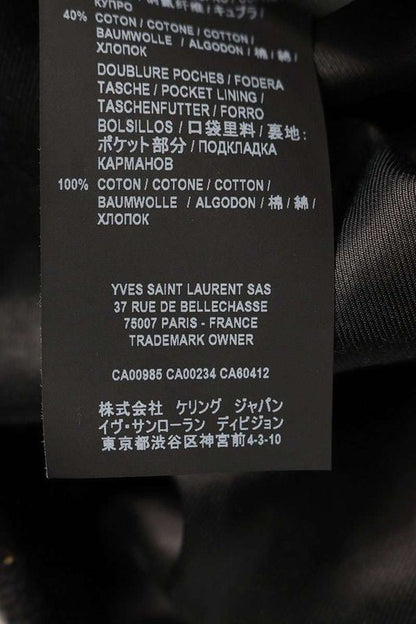 КУПРО
40% COTON / COTONE / COTTON /
BAUMWOLLE / ALGODON / 棉 / 綿 /
ХЛОПОК
DOUBLURE POCHES / FODERA
TASCHE / POCKET LINING /
TASCHENFUTTER / FORRO
BOLSILLOS / 口袋里料 / 裏地:
ポケット部分 / ПОДКЛАДКА
КАРМАНОВ
100% COTON / COTONE / COTTON /
BAUMWOLLE / ALGODON / 棉 / 綿 /
ХЛОПОК
YVES SAINT LAURENT SAS
37 RUE DE BELLECHASSE
75007 PARIS - FRANCE
TRADEMARK OWNER
CA00985 CA00234 CA60412
株式会社 ケリング ジャパン
イヴ・サンローラン ディビジョン
東京都渋谷区神宮前4-3-10